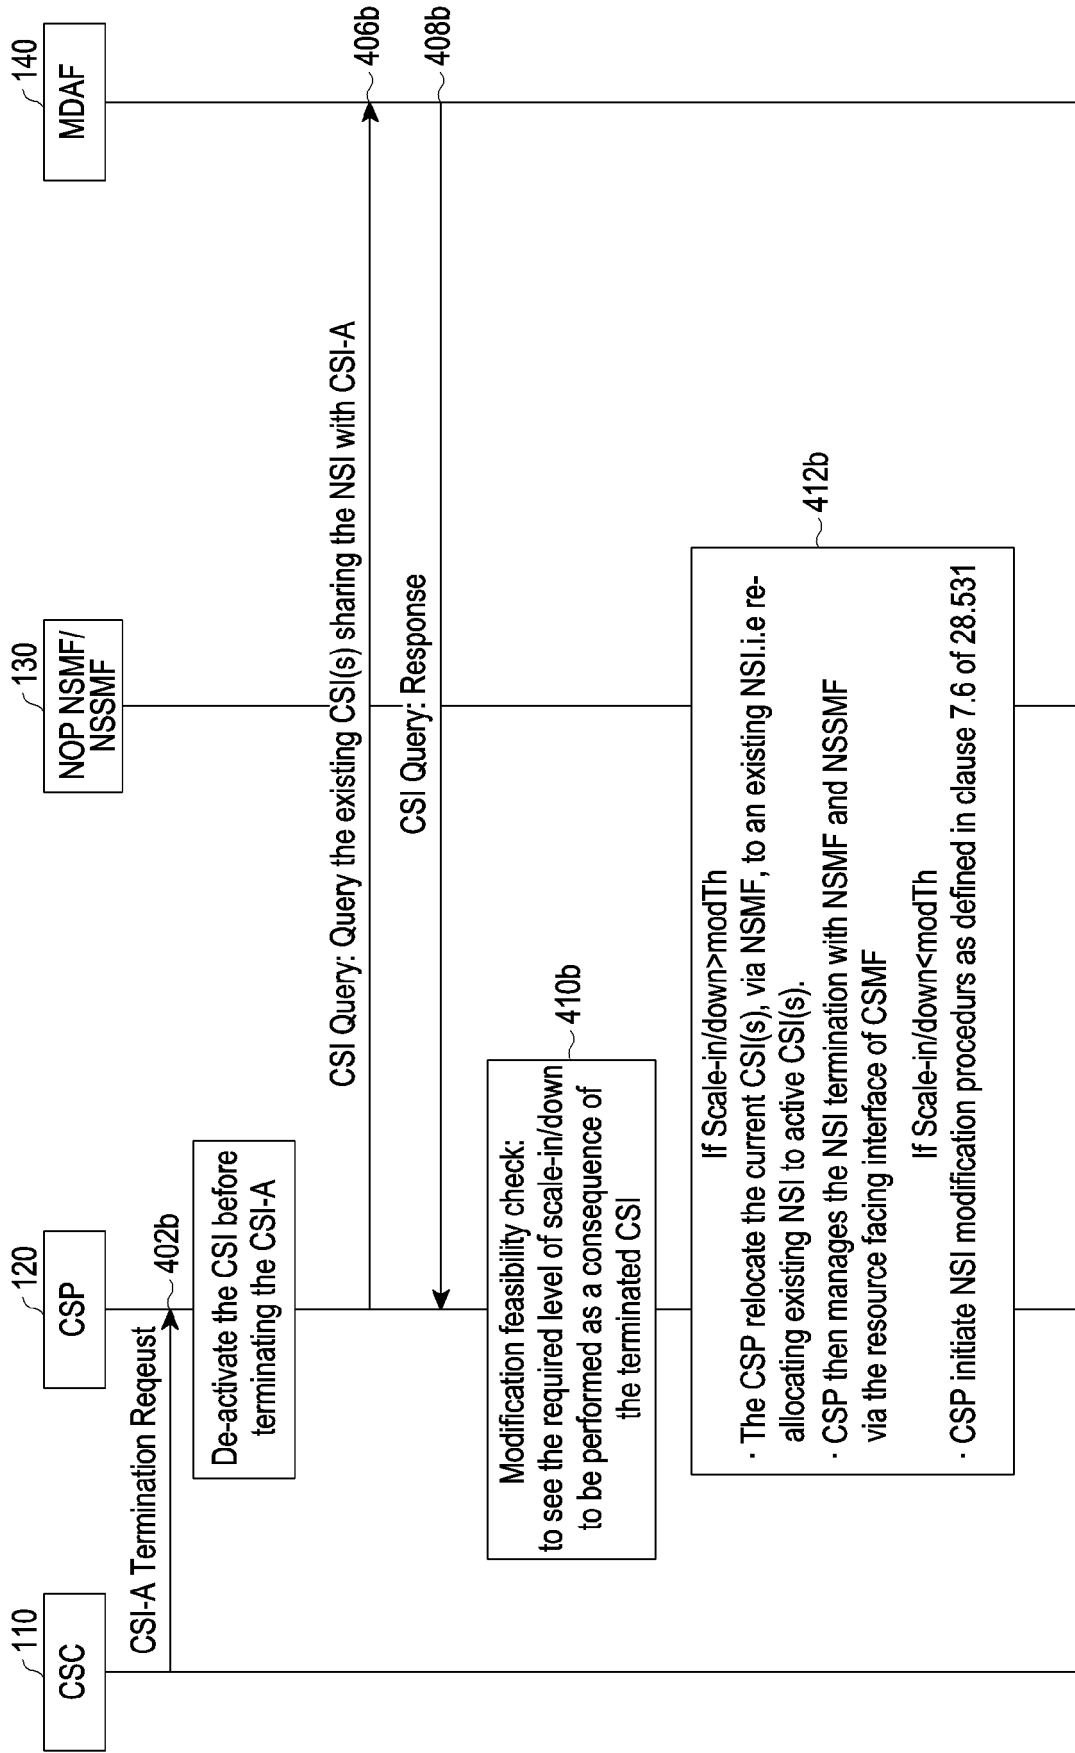 110
CSC
120
CSP
130
NOP NSMF/
NSSMF
140
MDAF
CSI-A Termination Reqeust
402b
De-activate the CSI before
terminating the CSI-A
CSI Query: Query the existing CSI(s) sharing the NSI with CSI-A
406b
CSI Query: Response
408b
Modification feasibility check:
to see the required level of scale-in/down
to be performed as a consequence of
the terminated CSI
410b
If Scale-in/down>modTh
· The CSP relocate the current CSI(s), via NSMF, to an existing NSI.i.e re-
allocating existing NSI to active CSI(s).
· CSP then manages the NSI termination with NSMF and NSSMF
via the resource facing interface of CSMF
If Scale-in/down<modTh
· CSP initiate NSI modification procedurs as defined in clause 7.6 of 28.531
412b